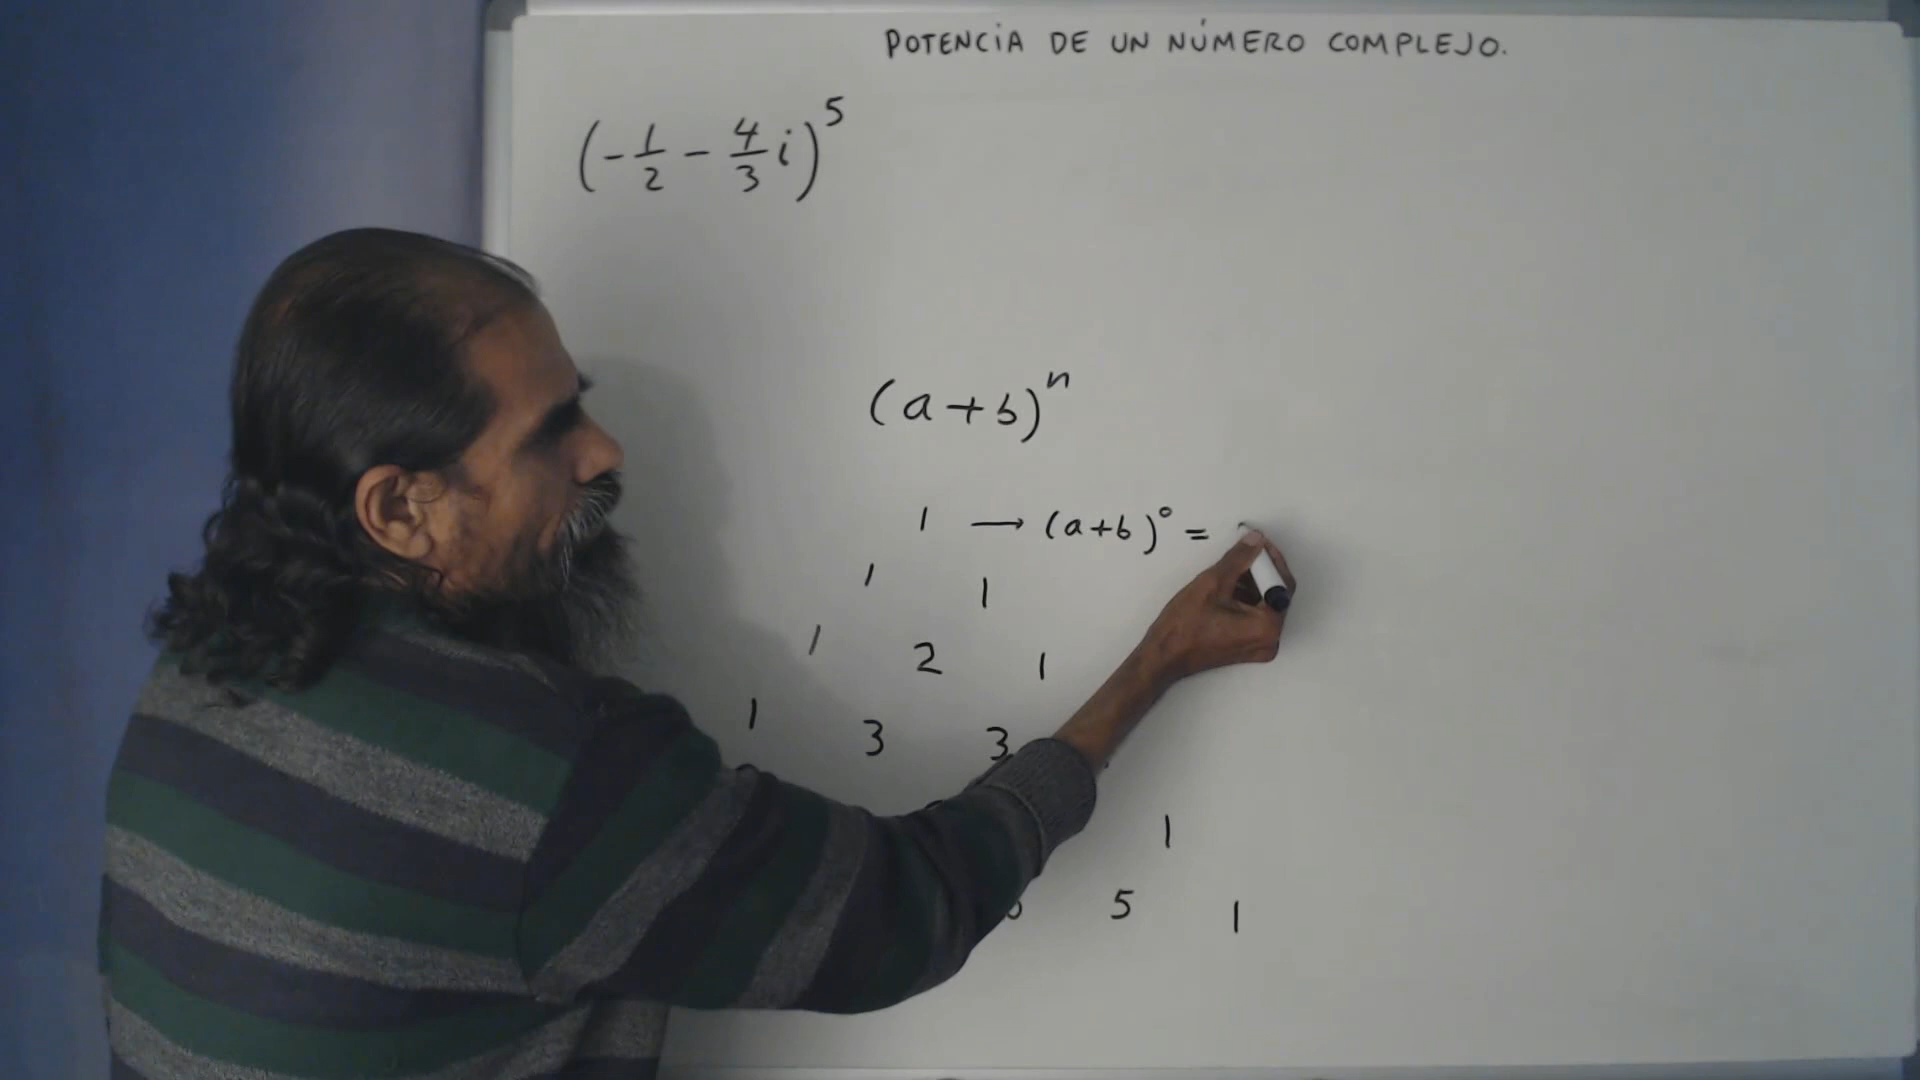 POTENCIA DE UN NÚMERO COMPLEJO.
(-1/2 - 4/3 i)^5
(a+b)^n
1 → (a+b)^0 =
1 1
1 2 1
1 3 3
1
5 1